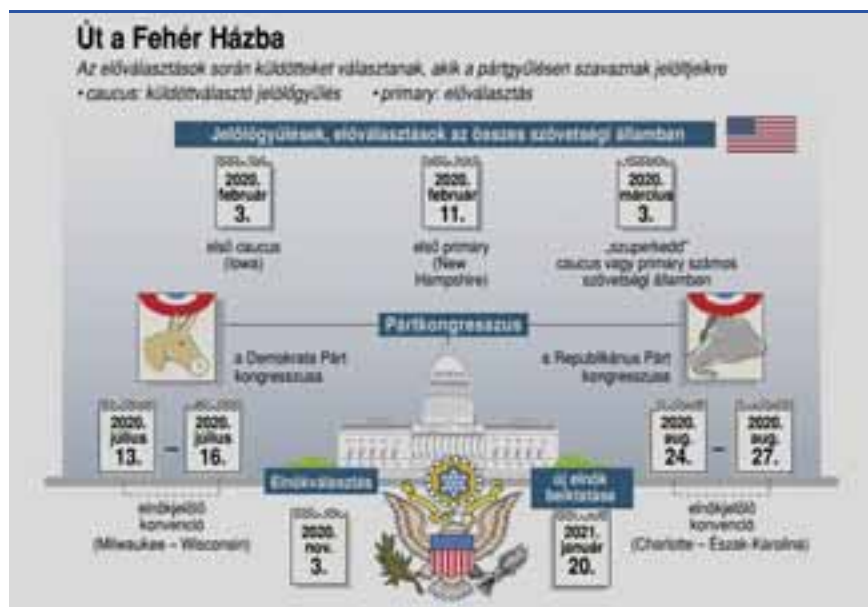 Út a Fehér Házba
Az előválasztások során küldötteket választanak, akik a pártgyűlésen szavaznak jelöltjeikre
• caucus: küldöttválasztó jelölőgyűlés • primary: előválasztás
Jelölőgyűlések, előválasztások az összes szövetségi államban
2020.
február
3.
első caucus
(Iowa)
2020.
február
11.
első primary
(New
Hampshire)
2020.
március
3.
„szuperkedd”
caucus vagy primary számos
szövetségi államban
Pártkongresszus
a Demokrata Párt
kongresszusa
a Republikánus Párt
kongresszusa
2020.
július
13.
–
2020.
július
16.
elnökjelölő
konvenció
(Milwaukee – Wisconsin)
2020.
aug.
24.
–
2020.
aug.
27.
elnökjelölő
konvenció
(Charlotte – Észak-Karolina)
Elnökválasztás
2020.
nov.
3.
új elnök
beiktatása
2021.
január
20.